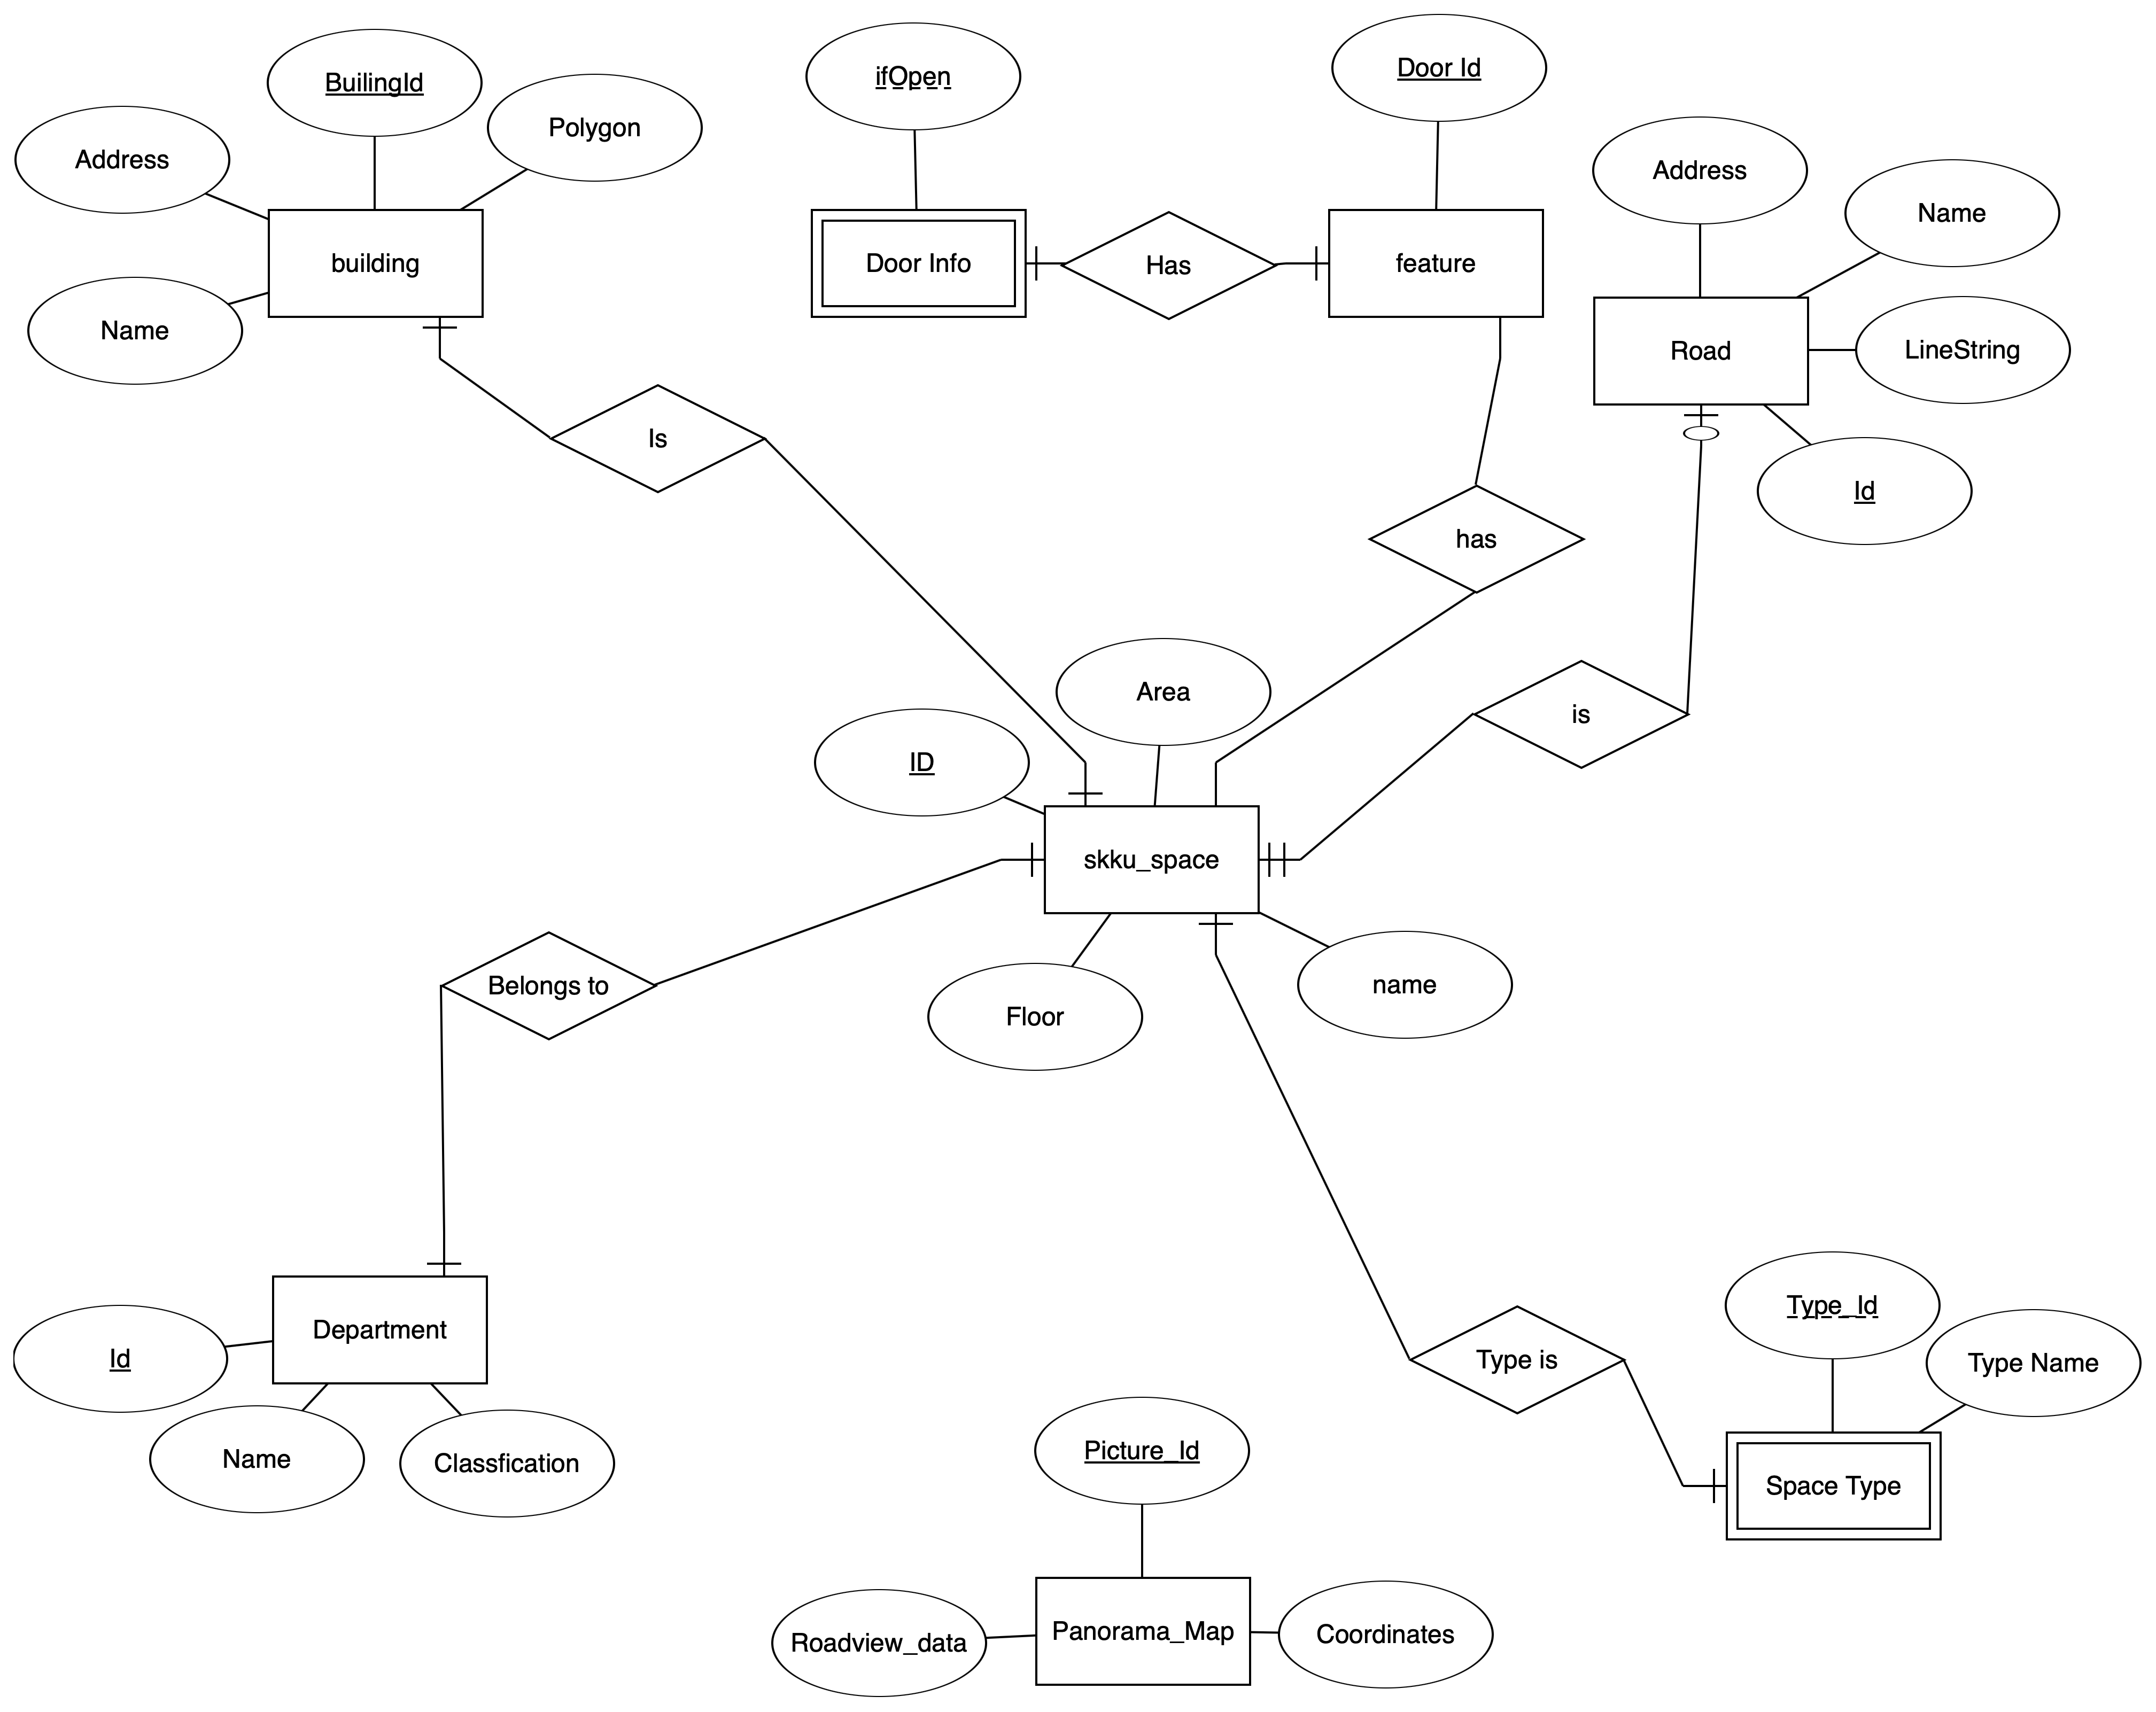 BuilingId
Polygon
Address
building
Name
Is
ifOpen
Door Id
Door Info
Has
feature
Address
Name
Road
LineString
Id
has
is
Area
ID
skku_space
name
Floor
Belongs to
Department
Id
Name
Classfication
Type is
Type_Id
Type Name
Space Type
Picture_Id
Roadview_data
Panorama_Map
Coordinates